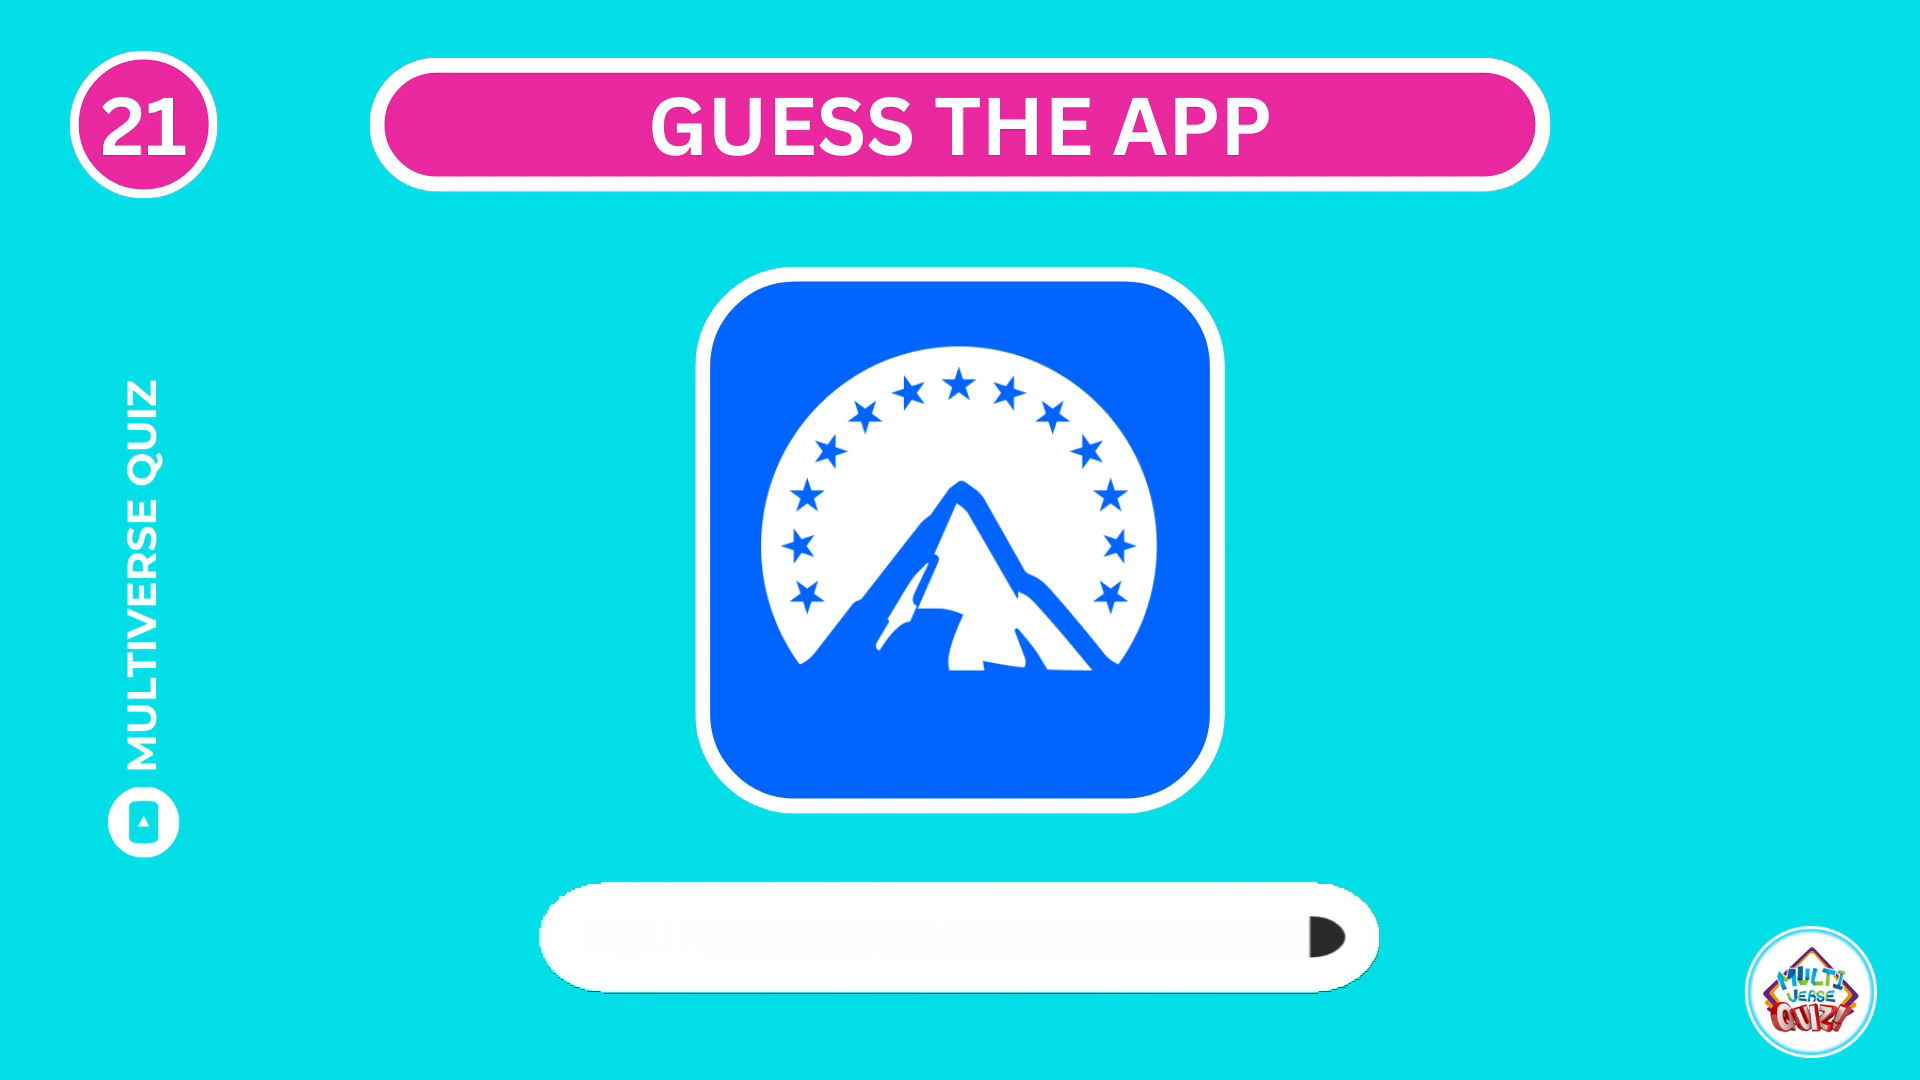 21
GUESS THE APP
MULTIVERSE QUIZ
MULTI
VERSE
QUIZ!